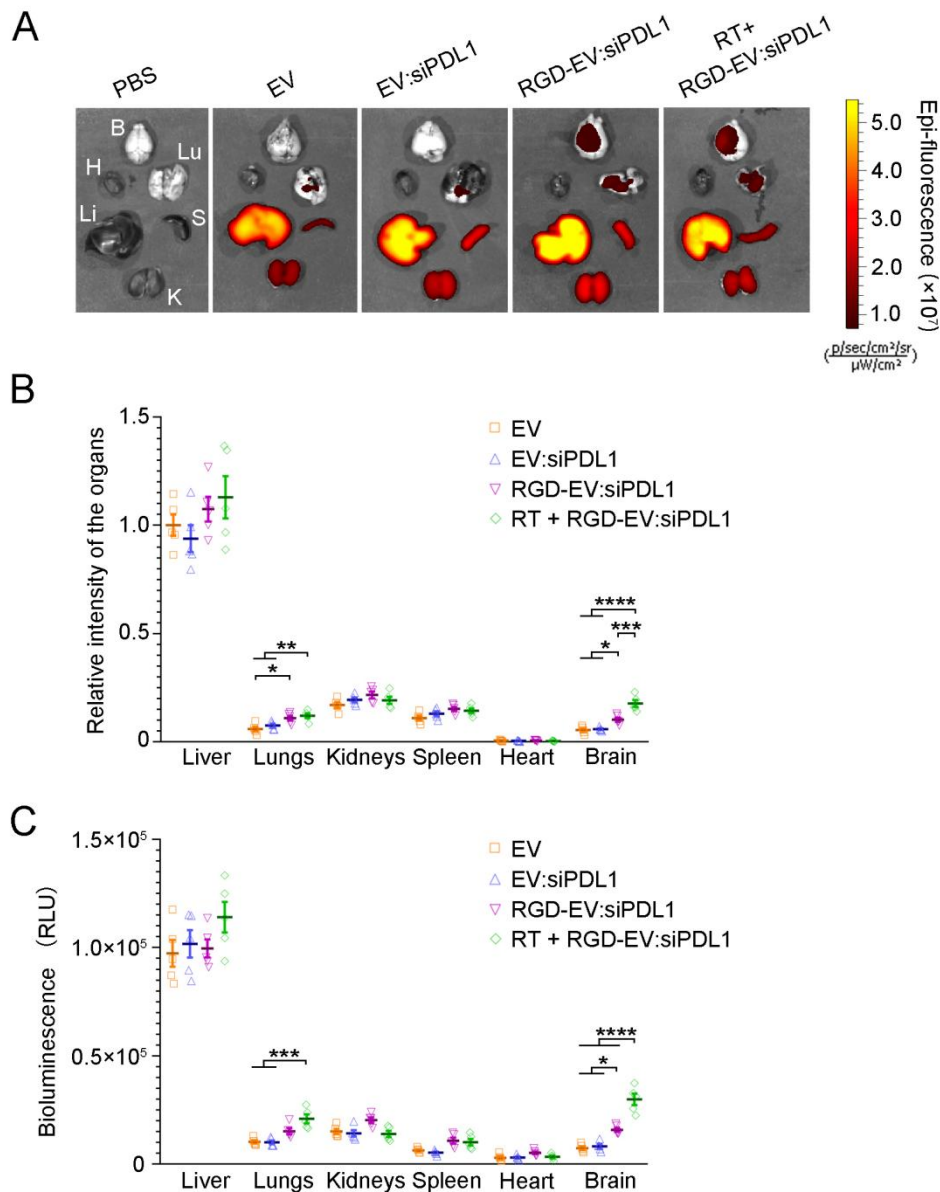 A
PBS
EV
EV:siPDL1
RGD-EV:siPDL1
RT+
RGD-EV:siPDL1
B
H
Lu
Li
S
K
5.0
4.0
3.0
2.0
1.0
Epi-fluorescence (×10⁷)
(p/sec/cm²/sr
µW/cm²)
B
Relative intensity of the organs
1.5
1.0
0.5
0
EV
EV:siPDL1
RGD-EV:siPDL1
RT + RGD-EV:siPDL1
**
*
****
***
*
Liver Lungs Kidneys Spleen Heart Brain
C
Bioluminescence (RLU)
1.5×10⁵
1.0×10⁵
0.5×10⁵
0
EV
EV:siPDL1
RGD-EV:siPDL1
RT + RGD-EV:siPDL1
***
****
*
Liver Lungs Kidneys Spleen Heart Brain